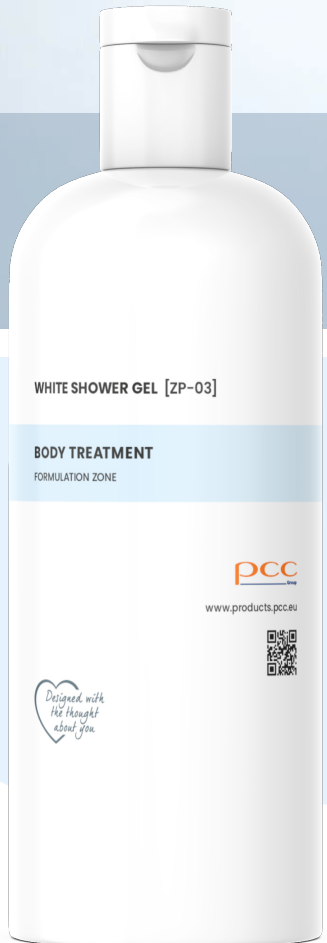 WHITE SHOWER GEL [ZP-03]
BODY TREATMENT
FORMULATION ZONE
pcc
Group
www.products.pcc.eu
Designed with
the thought
about you